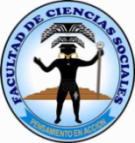 FACULTAD DE CIENCIAS SOCIALES
PENSAMIENTO EN ACCIÓN